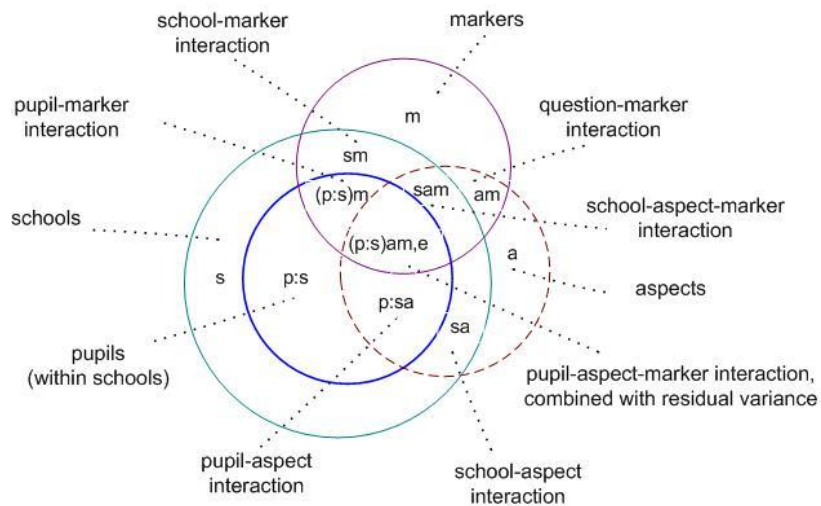 school-marker
interaction
markers
pupil-marker
interaction
question-marker
interaction
m
sm
(p:s)m
sam
am
schools
school-aspect-marker
interaction
(p:s)am,e
a
s
p:s
aspects
p:sa
sa
pupils
(within schools)
pupil-aspect-marker interaction,
combined with residual variance
pupil-aspect
interaction
school-aspect
interaction